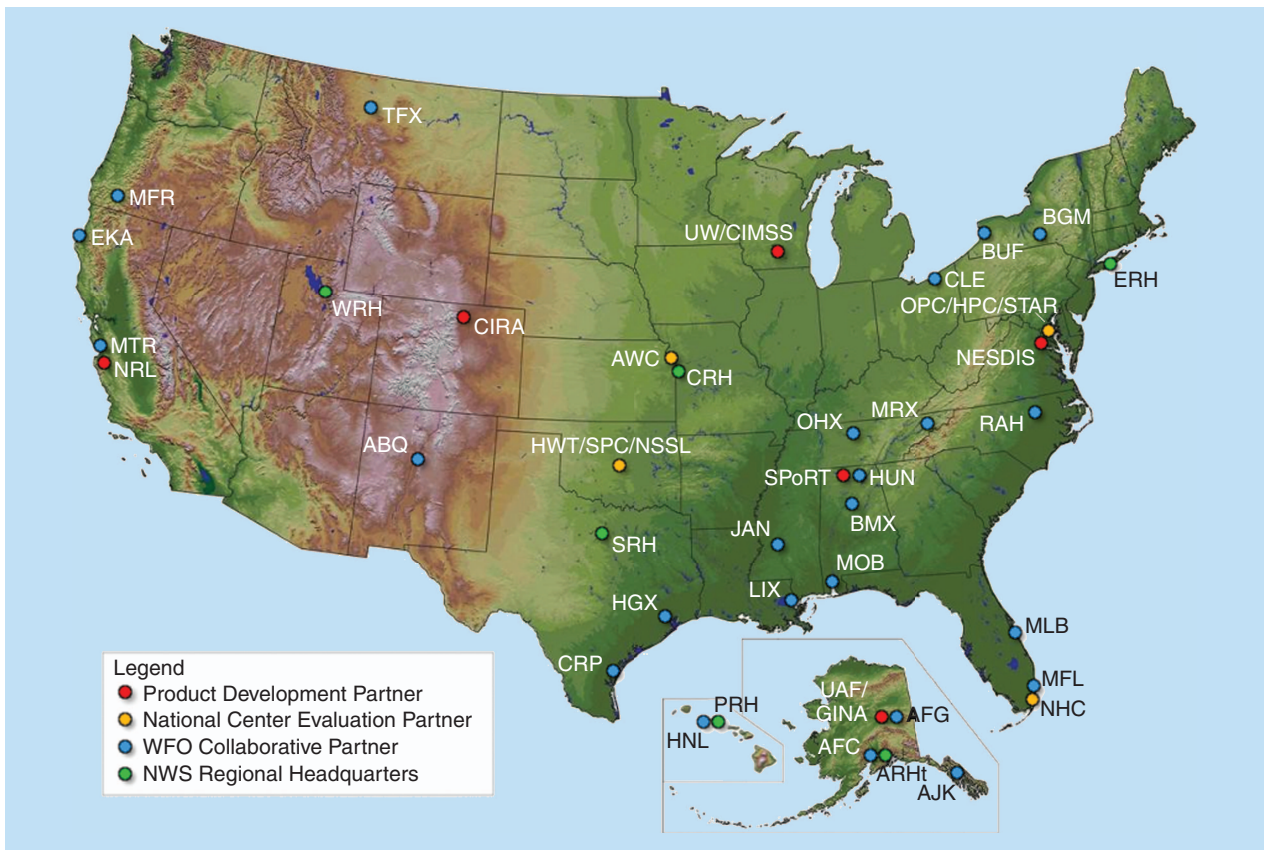 TFX
MFR
EKA
UW/CIMSS
BGM
BUF
CLE
ERH
WRH
OPC/HPC/STAR
CIRA
MTR
NRL
AWC
CRH
NESDIS
OHX
MRX
RAH
ABQ
HWT/SPC/NSSL
SPoRT
HUN
BMX
SRH
JAN
MOB
LIX
HGX
MLB
CRP
MFL
NHC
PRH
HNL
UAF/
GINA
AFG
AFC
ARHt
AJK
Legend
Product Development Partner
National Center Evaluation Partner
WFO Collaborative Partner
NWS Regional Headquarters